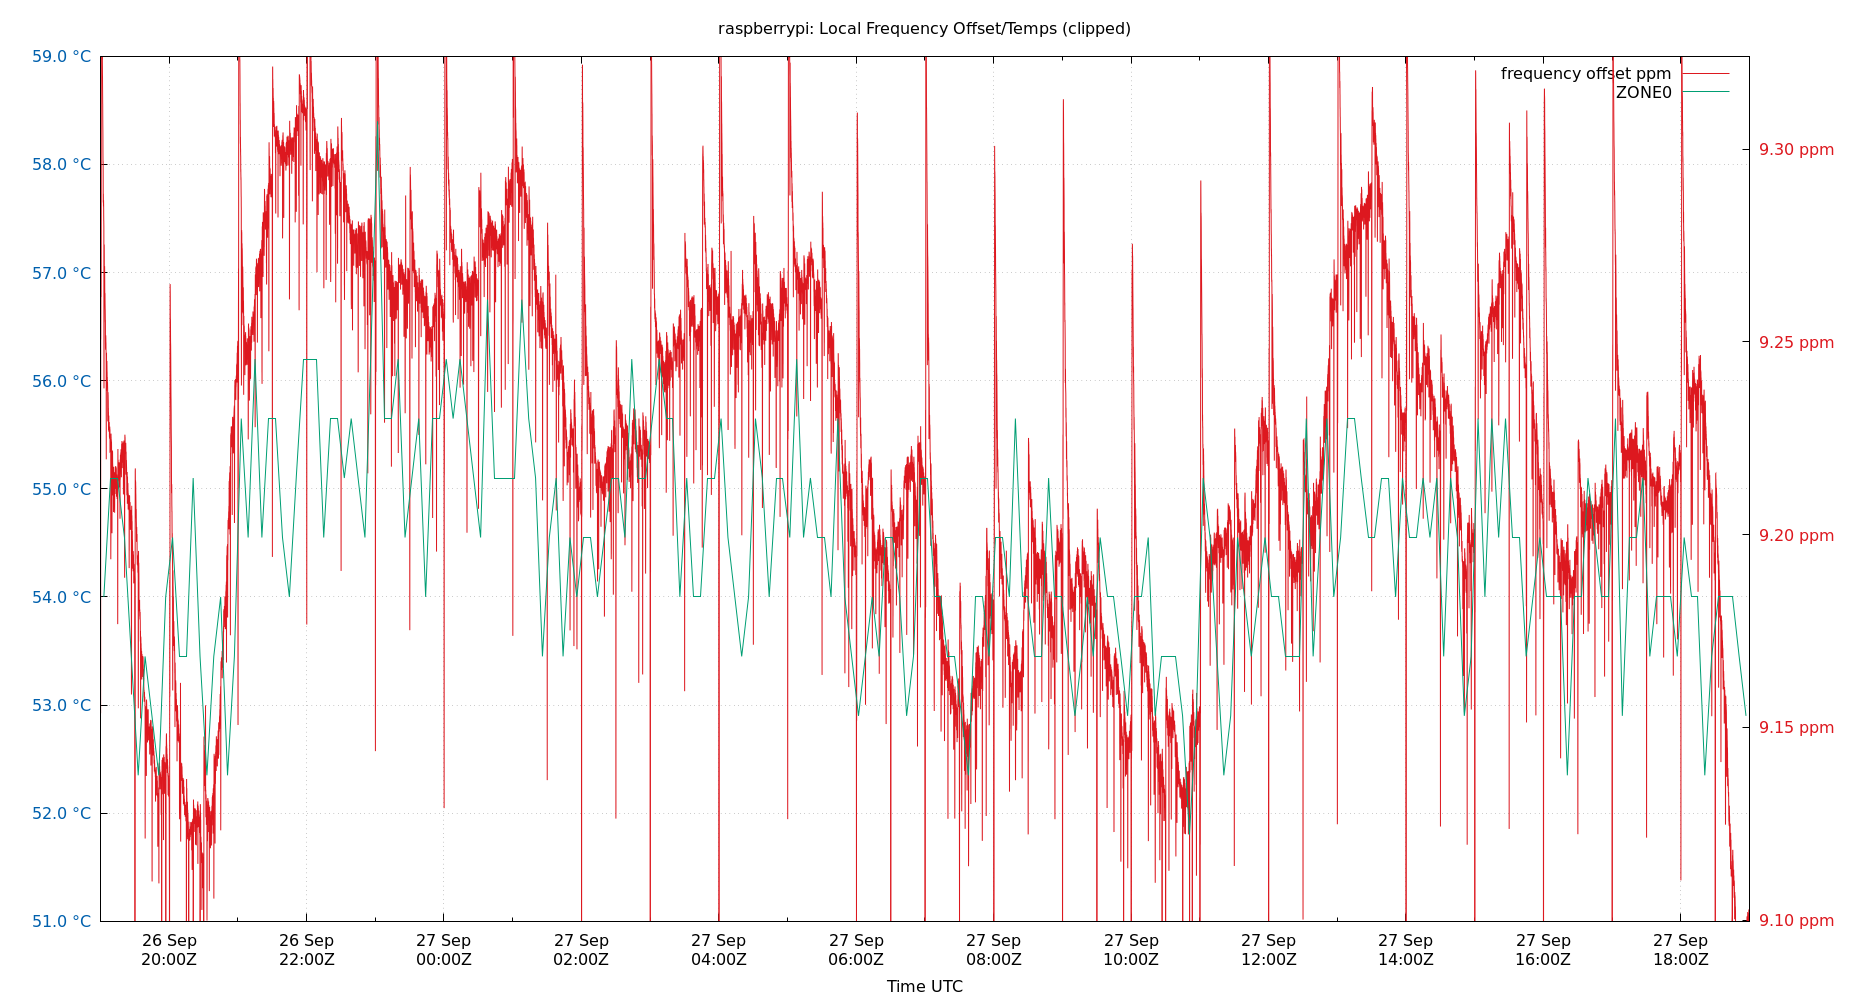 raspberrypi: Local Frequency Offset/Temps (clipped)
59.0 °C
58.0 °C
57.0 °C
56.0 °C
55.0 °C
54.0 °C
53.0 °C
52.0 °C
51.0 °C
frequency offset ppm
ZONE0
9.30 ppm
9.25 ppm
9.20 ppm
9.15 ppm
9.10 ppm
26 Sep 26 Sep 27 Sep 27 Sep 27 Sep 27 Sep 27 Sep 27 Sep 27 Sep 27 Sep 27 Sep 27 Sep
20:00Z 22:00Z 00:00Z 02:00Z 04:00Z 06:00Z 08:00Z 10:00Z 12:00Z 14:00Z 16:00Z 18:00Z
Time UTC